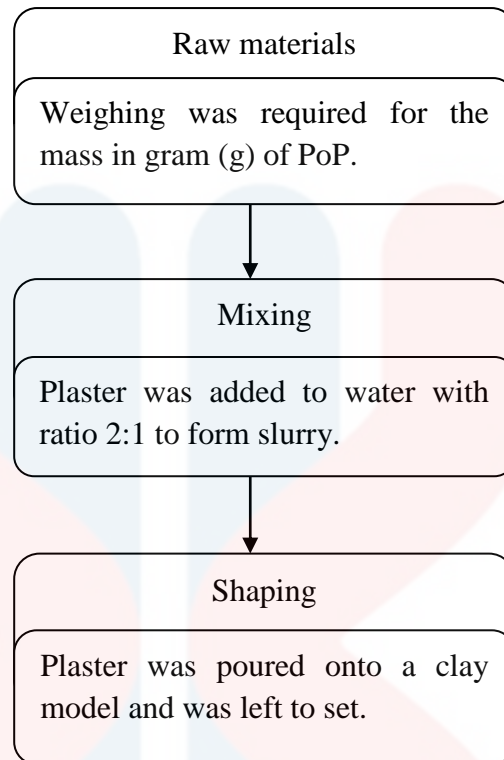 Raw materials
Weighing was required for the
mass in gram (g) of PoP.
Mixing
Plaster was added to water with
ratio 2:1 to form slurry.
Shaping
Plaster was poured onto a clay
model and was left to set.